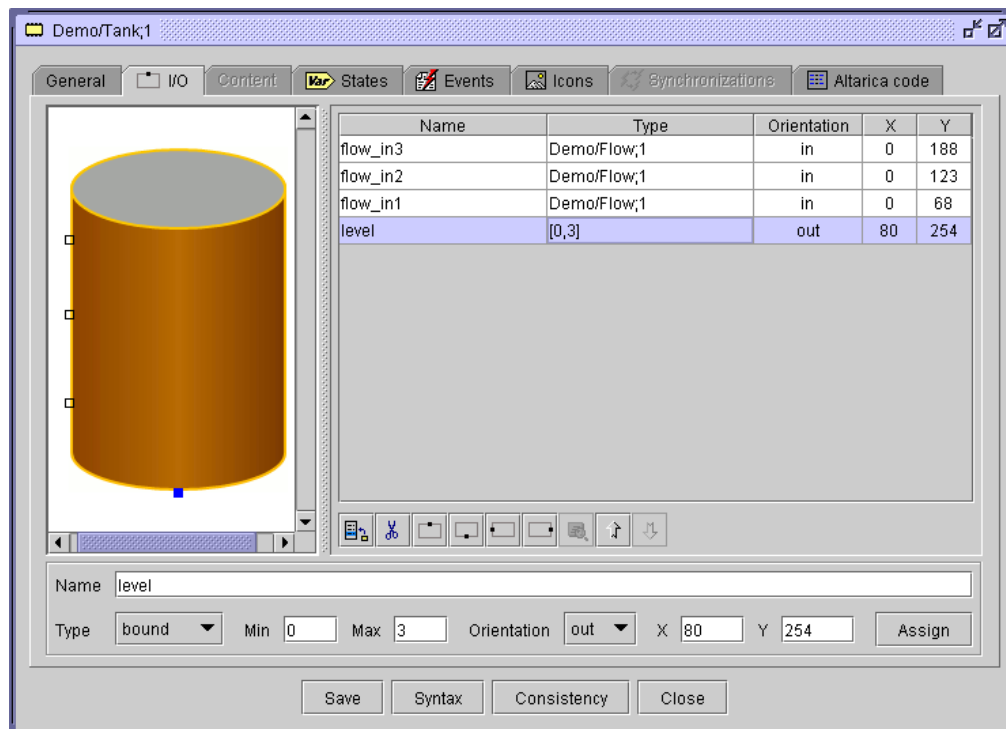 Demo/Tank;1
General I/O Content Var States Events Icons Synchronizations Altarica code
Name Type Orientation X Y
flow_in3 Demo/Flow;1 in 0 188
flow_in2 Demo/Flow;1 in 0 123
flow_in1 Demo/Flow;1 in 0 68
level [0,3] out 80 254
Name level
Type bound Min 0 Max 3 Orientation out X 80 Y 254 Assign
Save Syntax Consistency Close